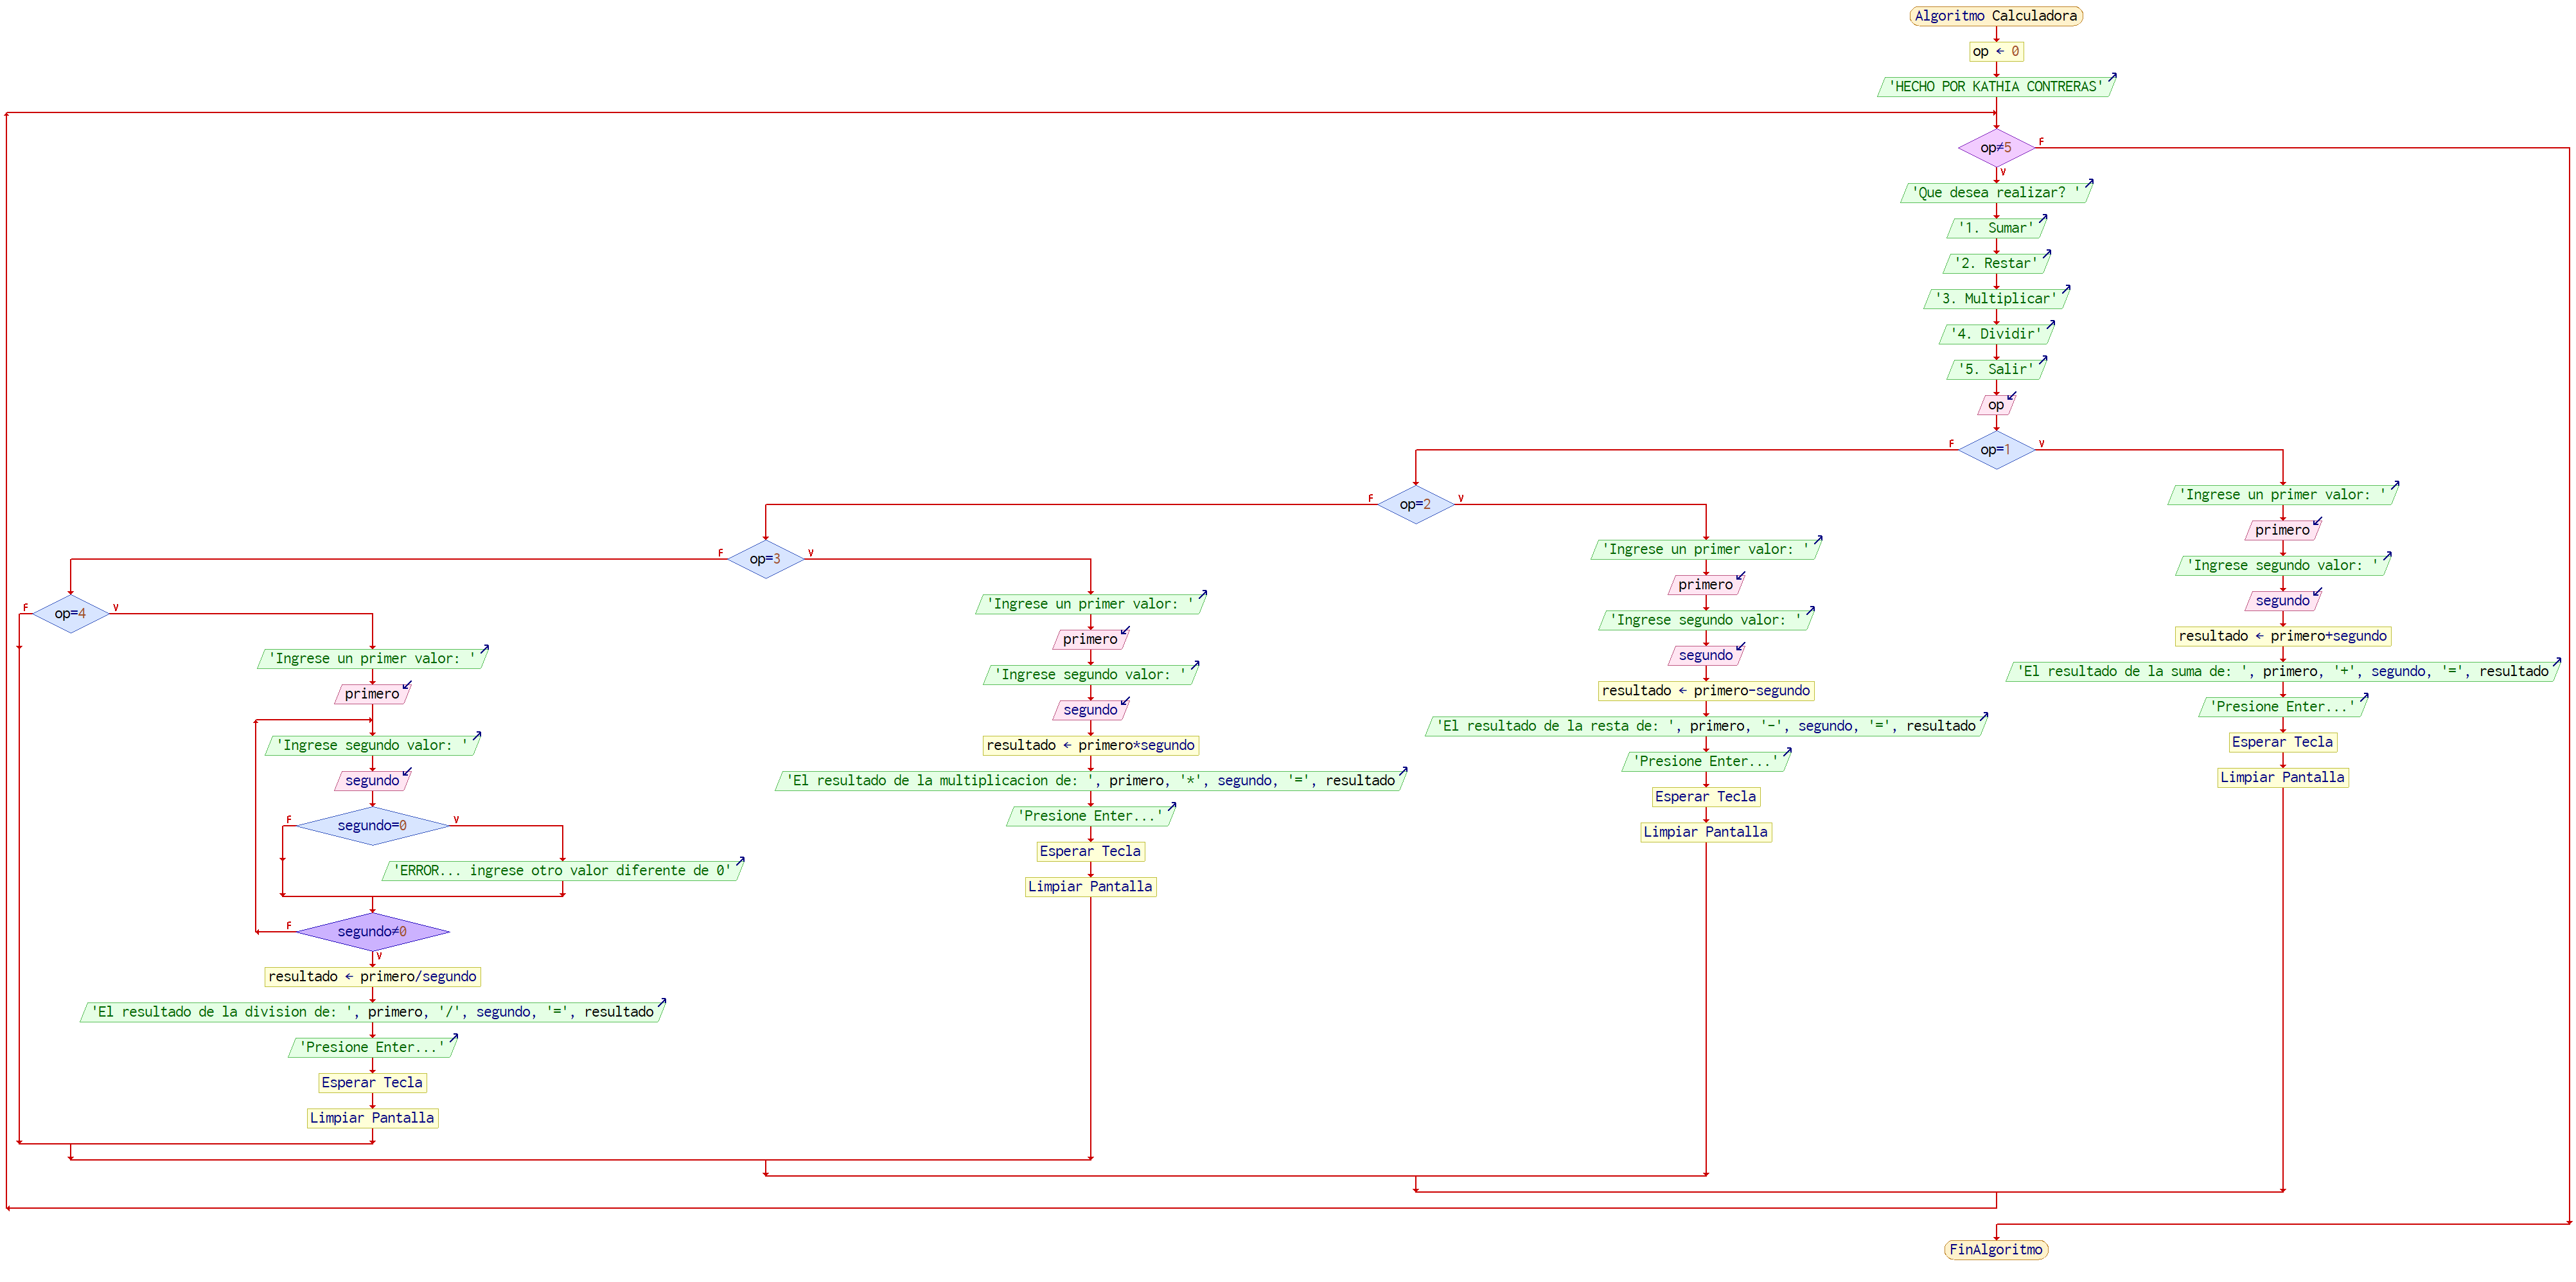 Algoritmo Calculadora
op ← 0
'HECHO POR KATHIA CONTRERAS'
op≠5
F
V
'Que desea realizar? '
'1. Sumar'
'2. Restar'
'3. Multiplicar'
'4. Dividir'
'5. Salir'
op
F
op=1
V
'Ingrese un primer valor: '
primero
'Ingrese segundo valor: '
segundo
resultado ← primero+segundo
'El resultado de la suma de: ', primero, '+', segundo, '=', resultado
'Presione Enter...'
Esperar Tecla
Limpiar Pantalla
F
op=2
V
'Ingrese un primer valor: '
primero
'Ingrese segundo valor: '
segundo
resultado ← primero-segundo
'El resultado de la resta de: ', primero, '-', segundo, '=', resultado
'Presione Enter...'
Esperar Tecla
Limpiar Pantalla
F
op=3
V
'Ingrese un primer valor: '
primero
'Ingrese segundo valor: '
segundo
resultado ← primero*segundo
'El resultado de la multiplicacion de: ', primero, '*', segundo, '=', resultado
'Presione Enter...'
Esperar Tecla
Limpiar Pantalla
F
op=4
V
'Ingrese un primer valor: '
primero
'Ingrese segundo valor: '
segundo
F
segundo=0
V
'ERROR... ingrese otro valor diferente de 0'
F
segundo≠0
V
resultado ← primero/segundo
'El resultado de la division de: ', primero, '/', segundo, '=', resultado
'Presione Enter...'
Esperar Tecla
Limpiar Pantalla
FinAlgoritmo